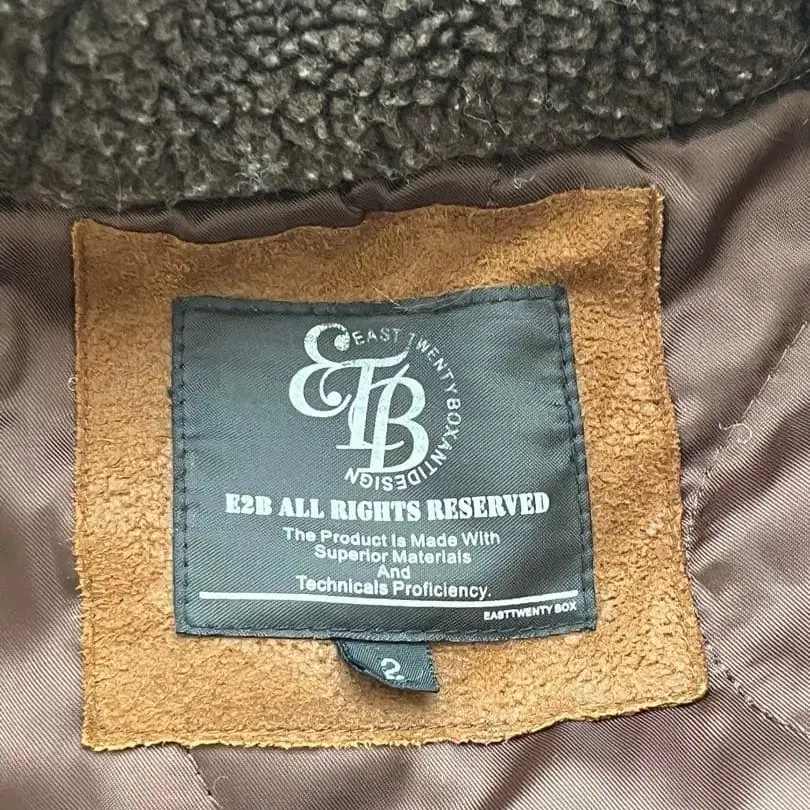 ETB
EAST TWENTY BOXANTIDESIGN
E2B ALL RIGHTS RESERVED
The Product Is Made With
Superior Materials
And
Technicals Proficiency.
EASTTWENTY BOX
2